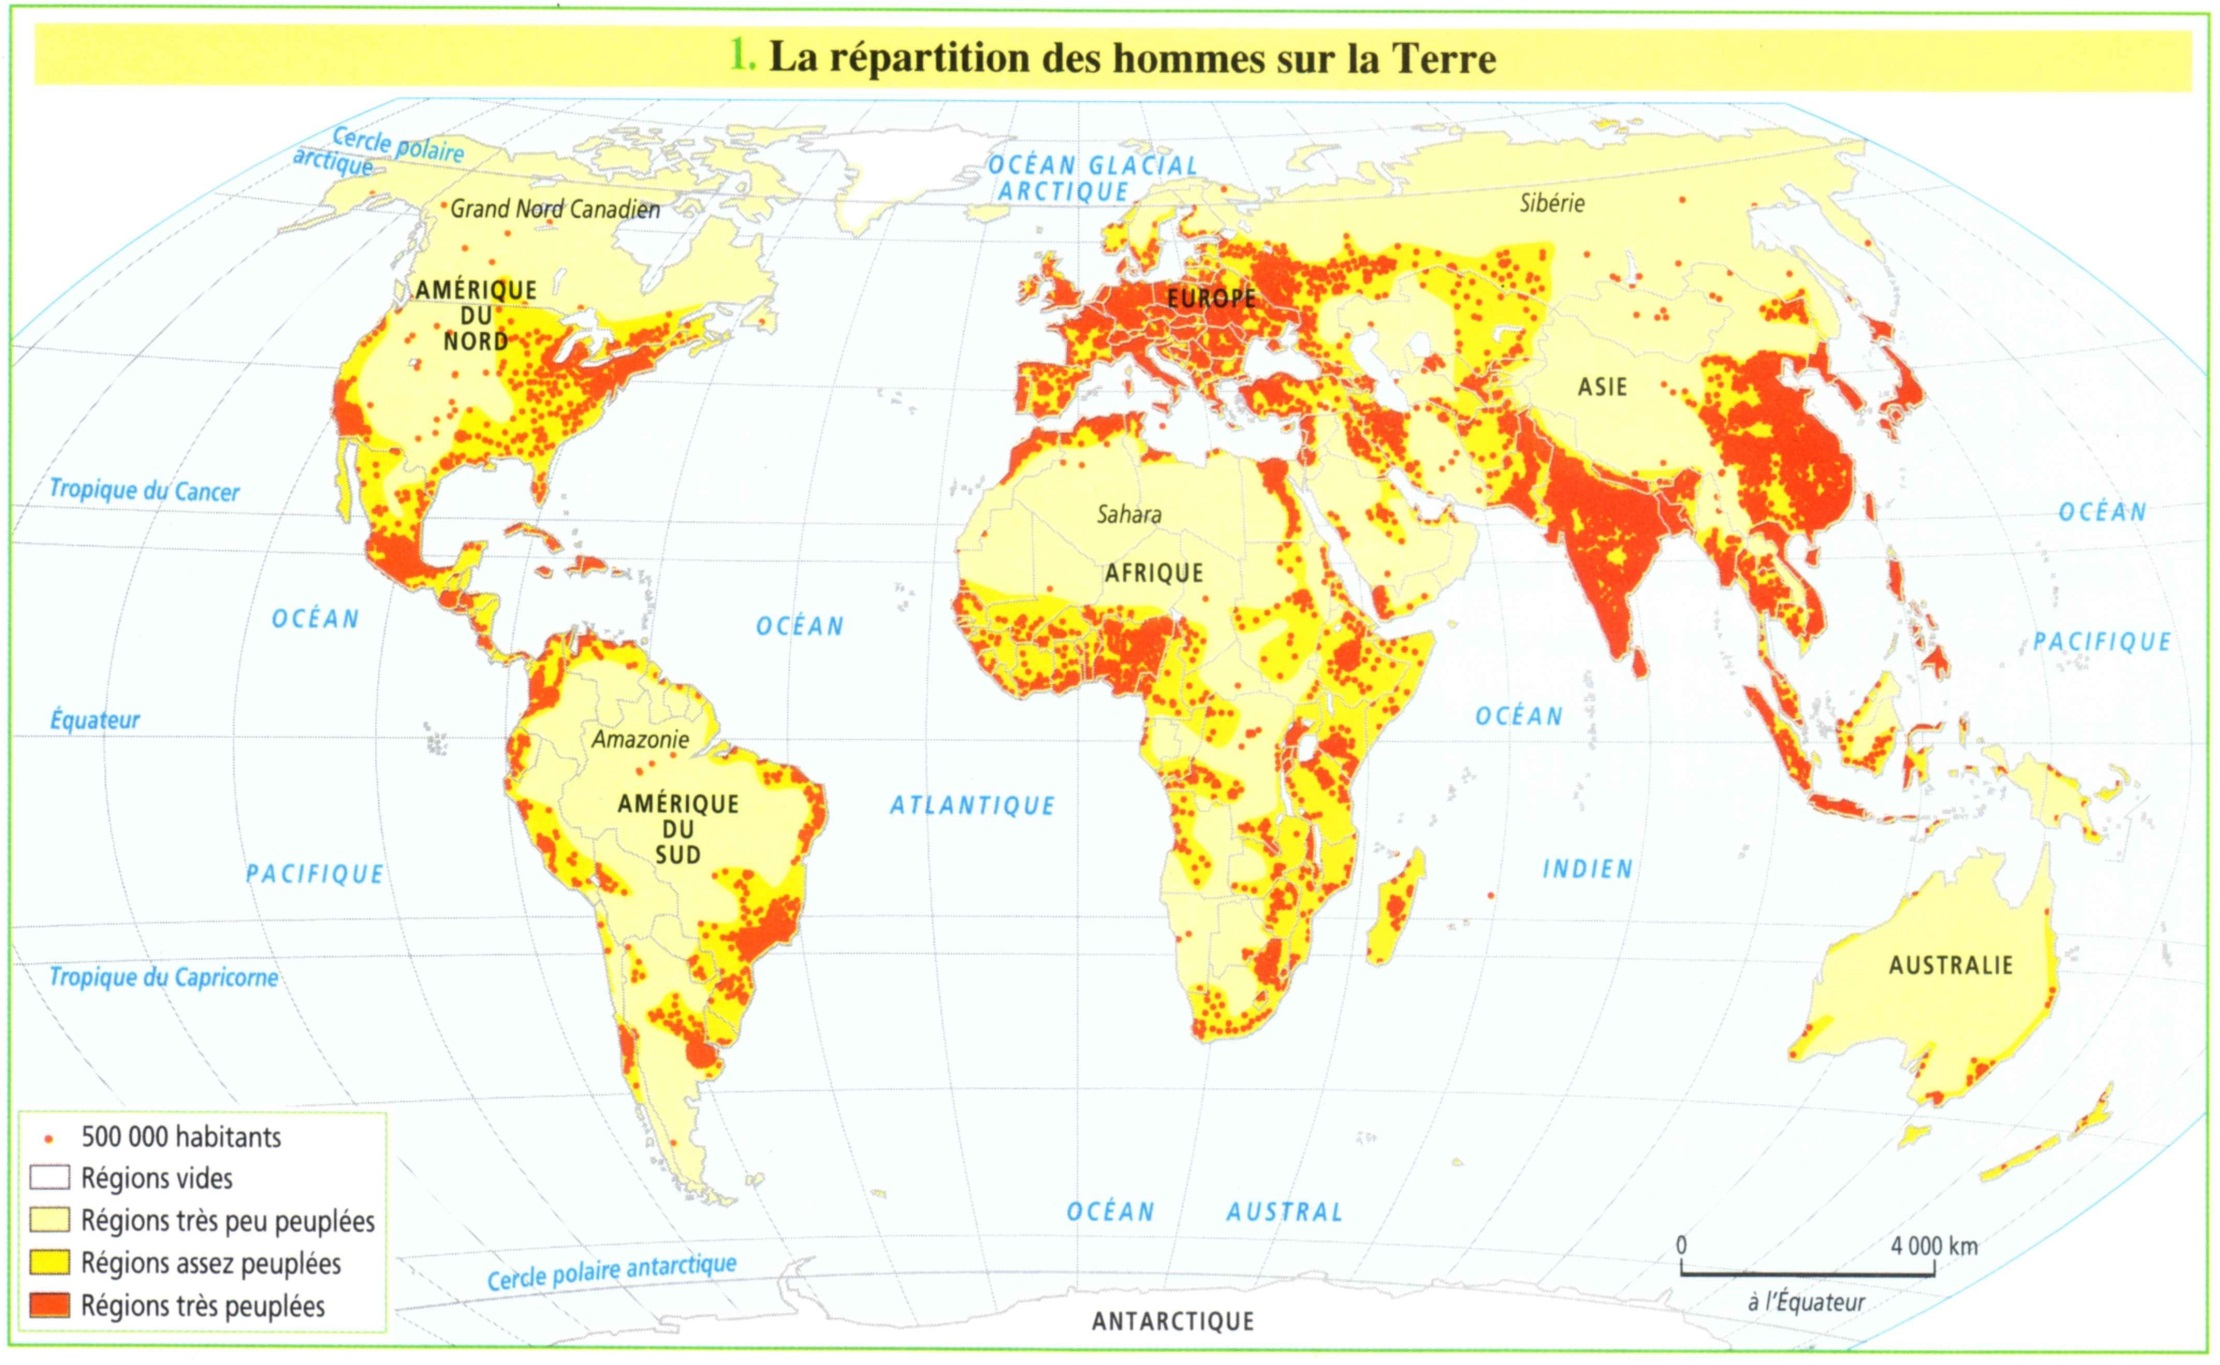 1. La répartition des hommes sur la Terre
Cercle polaire
arctique
OCÉAN GLACIAL
ARCTIQUE
Grand Nord Canadien
Sibérie
AMÉRIQUE
DU
NORD
EUROPE
ASIE
Tropique du Cancer
Sahara
OCÉAN
AFRIQUE
OCÉAN
OCÉAN
PACIFIQUE
Équateur
OCÉAN
Amazonie
AMÉRIQUE
DU
SUD
ATLANTIQUE
PACIFIQUE
INDIEN
AUSTRALIE
Tropique du Capricorne
500 000 habitants
Régions vides
Régions très peu peuplées
Régions assez peuplées
Régions très peuplées
OCÉAN AUSTRAL
Cercle polaire antarctique
0 4 000 km
à l'Équateur
ANTARCTIQUE